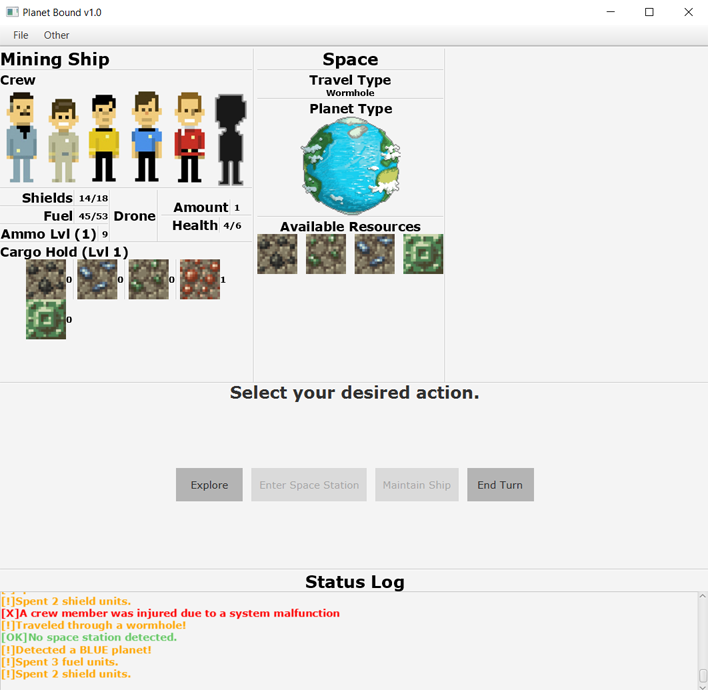 Planet Bound v1.0
File Other
Mining Ship
Crew
Shields 14/18
Fuel 45/53
Ammo Lvl (1) 9
Drone
Amount 1
Health 4/6
Cargo Hold (Lvl 1)
0 0 0 1
0
Space
Travel Type
Wormhole
Planet Type
Available Resources
Select your desired action.
Explore Enter Space Station Maintain Ship End Turn
Status Log
[!]Spent 2 shield units.
[X]A crew member was injured due to a system malfunction
[!]Traveled through a wormhole!
[OK]No space station detected.
[!]Detected a BLUE planet!
[!]Spent 3 fuel units.
[!]Spent 2 shield units.